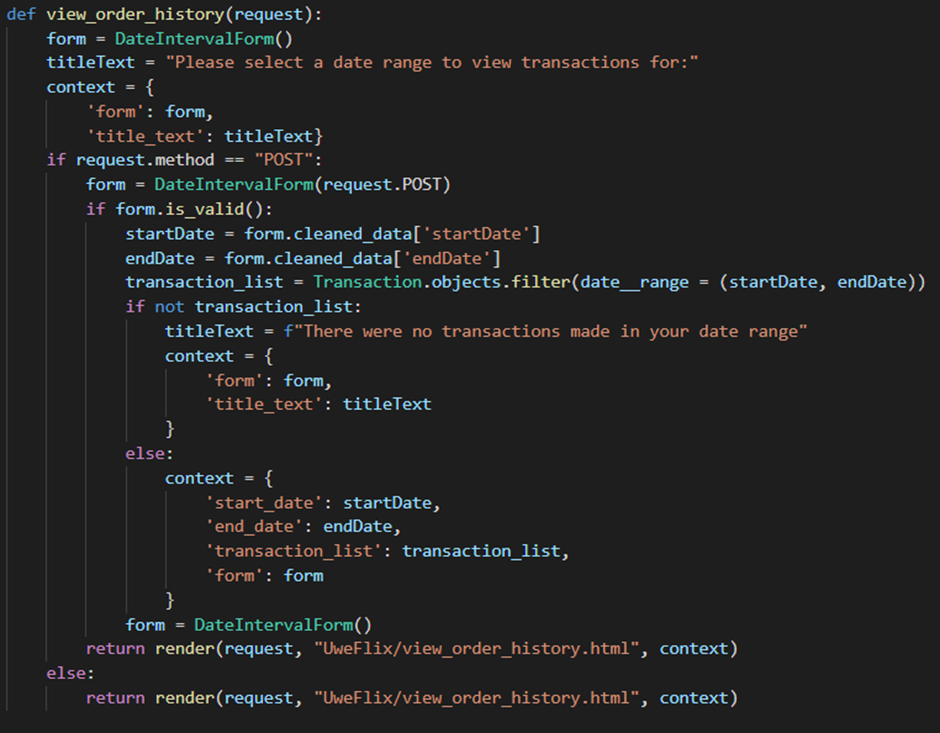 def view_order_history(request):
    form = DateIntervalForm()
    titleText = "Please select a date range to view transactions for:"
    context = {
        'form': form,
        'title_text': titleText}
    if request.method == "POST":
        form = DateIntervalForm(request.POST)
        if form.is_valid():
            startDate = form.cleaned_data['startDate']
            endDate = form.cleaned_data['endDate']
            transaction_list = Transaction.objects.filter(date__range = (startDate, endDate))
            if not transaction_list:
                titleText = f"There were no transactions made in your date range"
                context = {
                    'form': form,
                    'title_text': titleText
                }
            else:
                context = {
                    'start_date': startDate,
                    'end_date': endDate,
                    'transaction_list': transaction_list,
                    'form': form
                }
            form = DateIntervalForm()
        return render(request, "UweFlix/view_order_history.html", context)
    else:
        return render(request, "UweFlix/view_order_history.html", context)